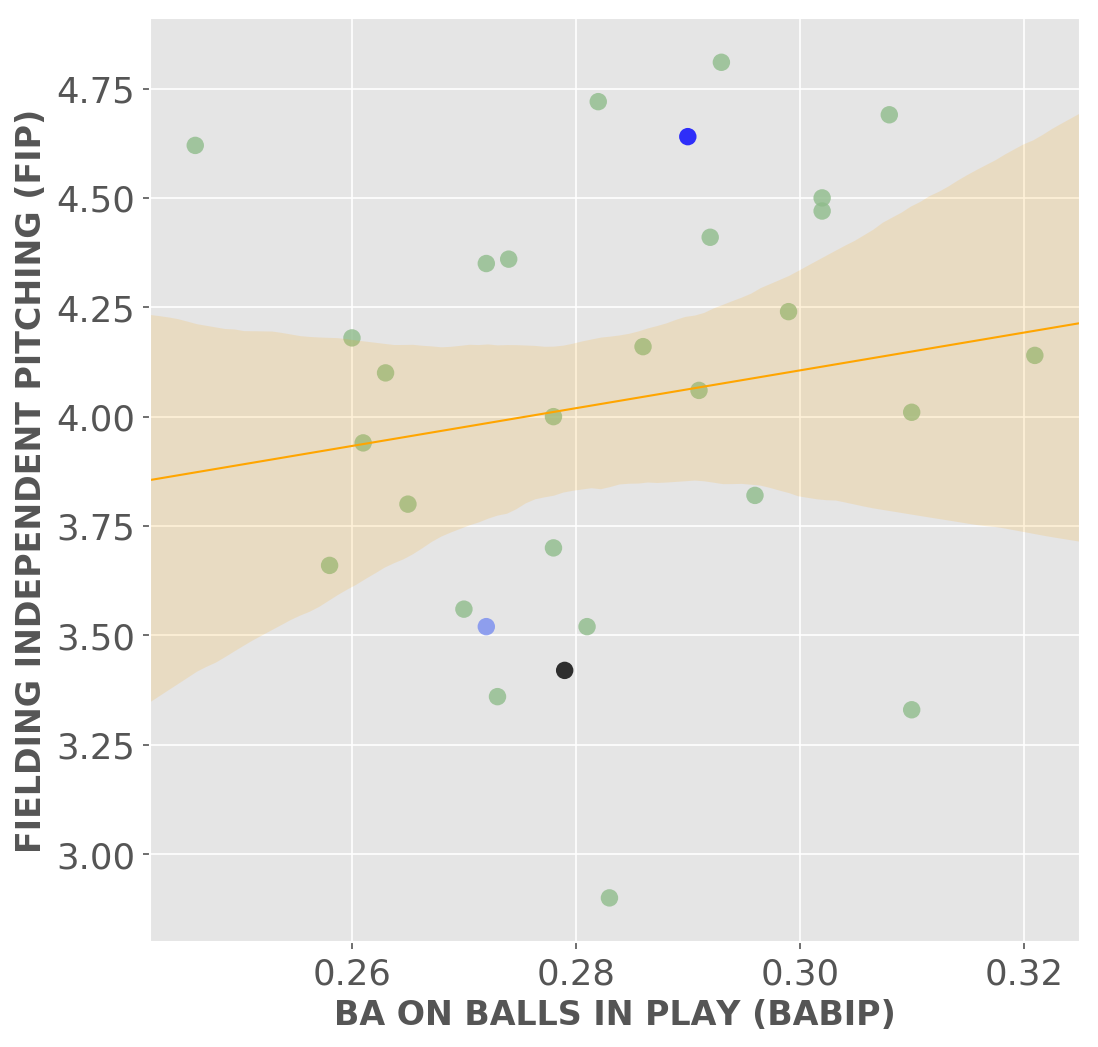 FIELDING INDEPENDENT PITCHING (FIP)
4.75
4.50
4.25
4.00
3.75
3.50
3.25
3.00
0.26 0.28 0.30 0.32
BA ON BALLS IN PLAY (BABIP)